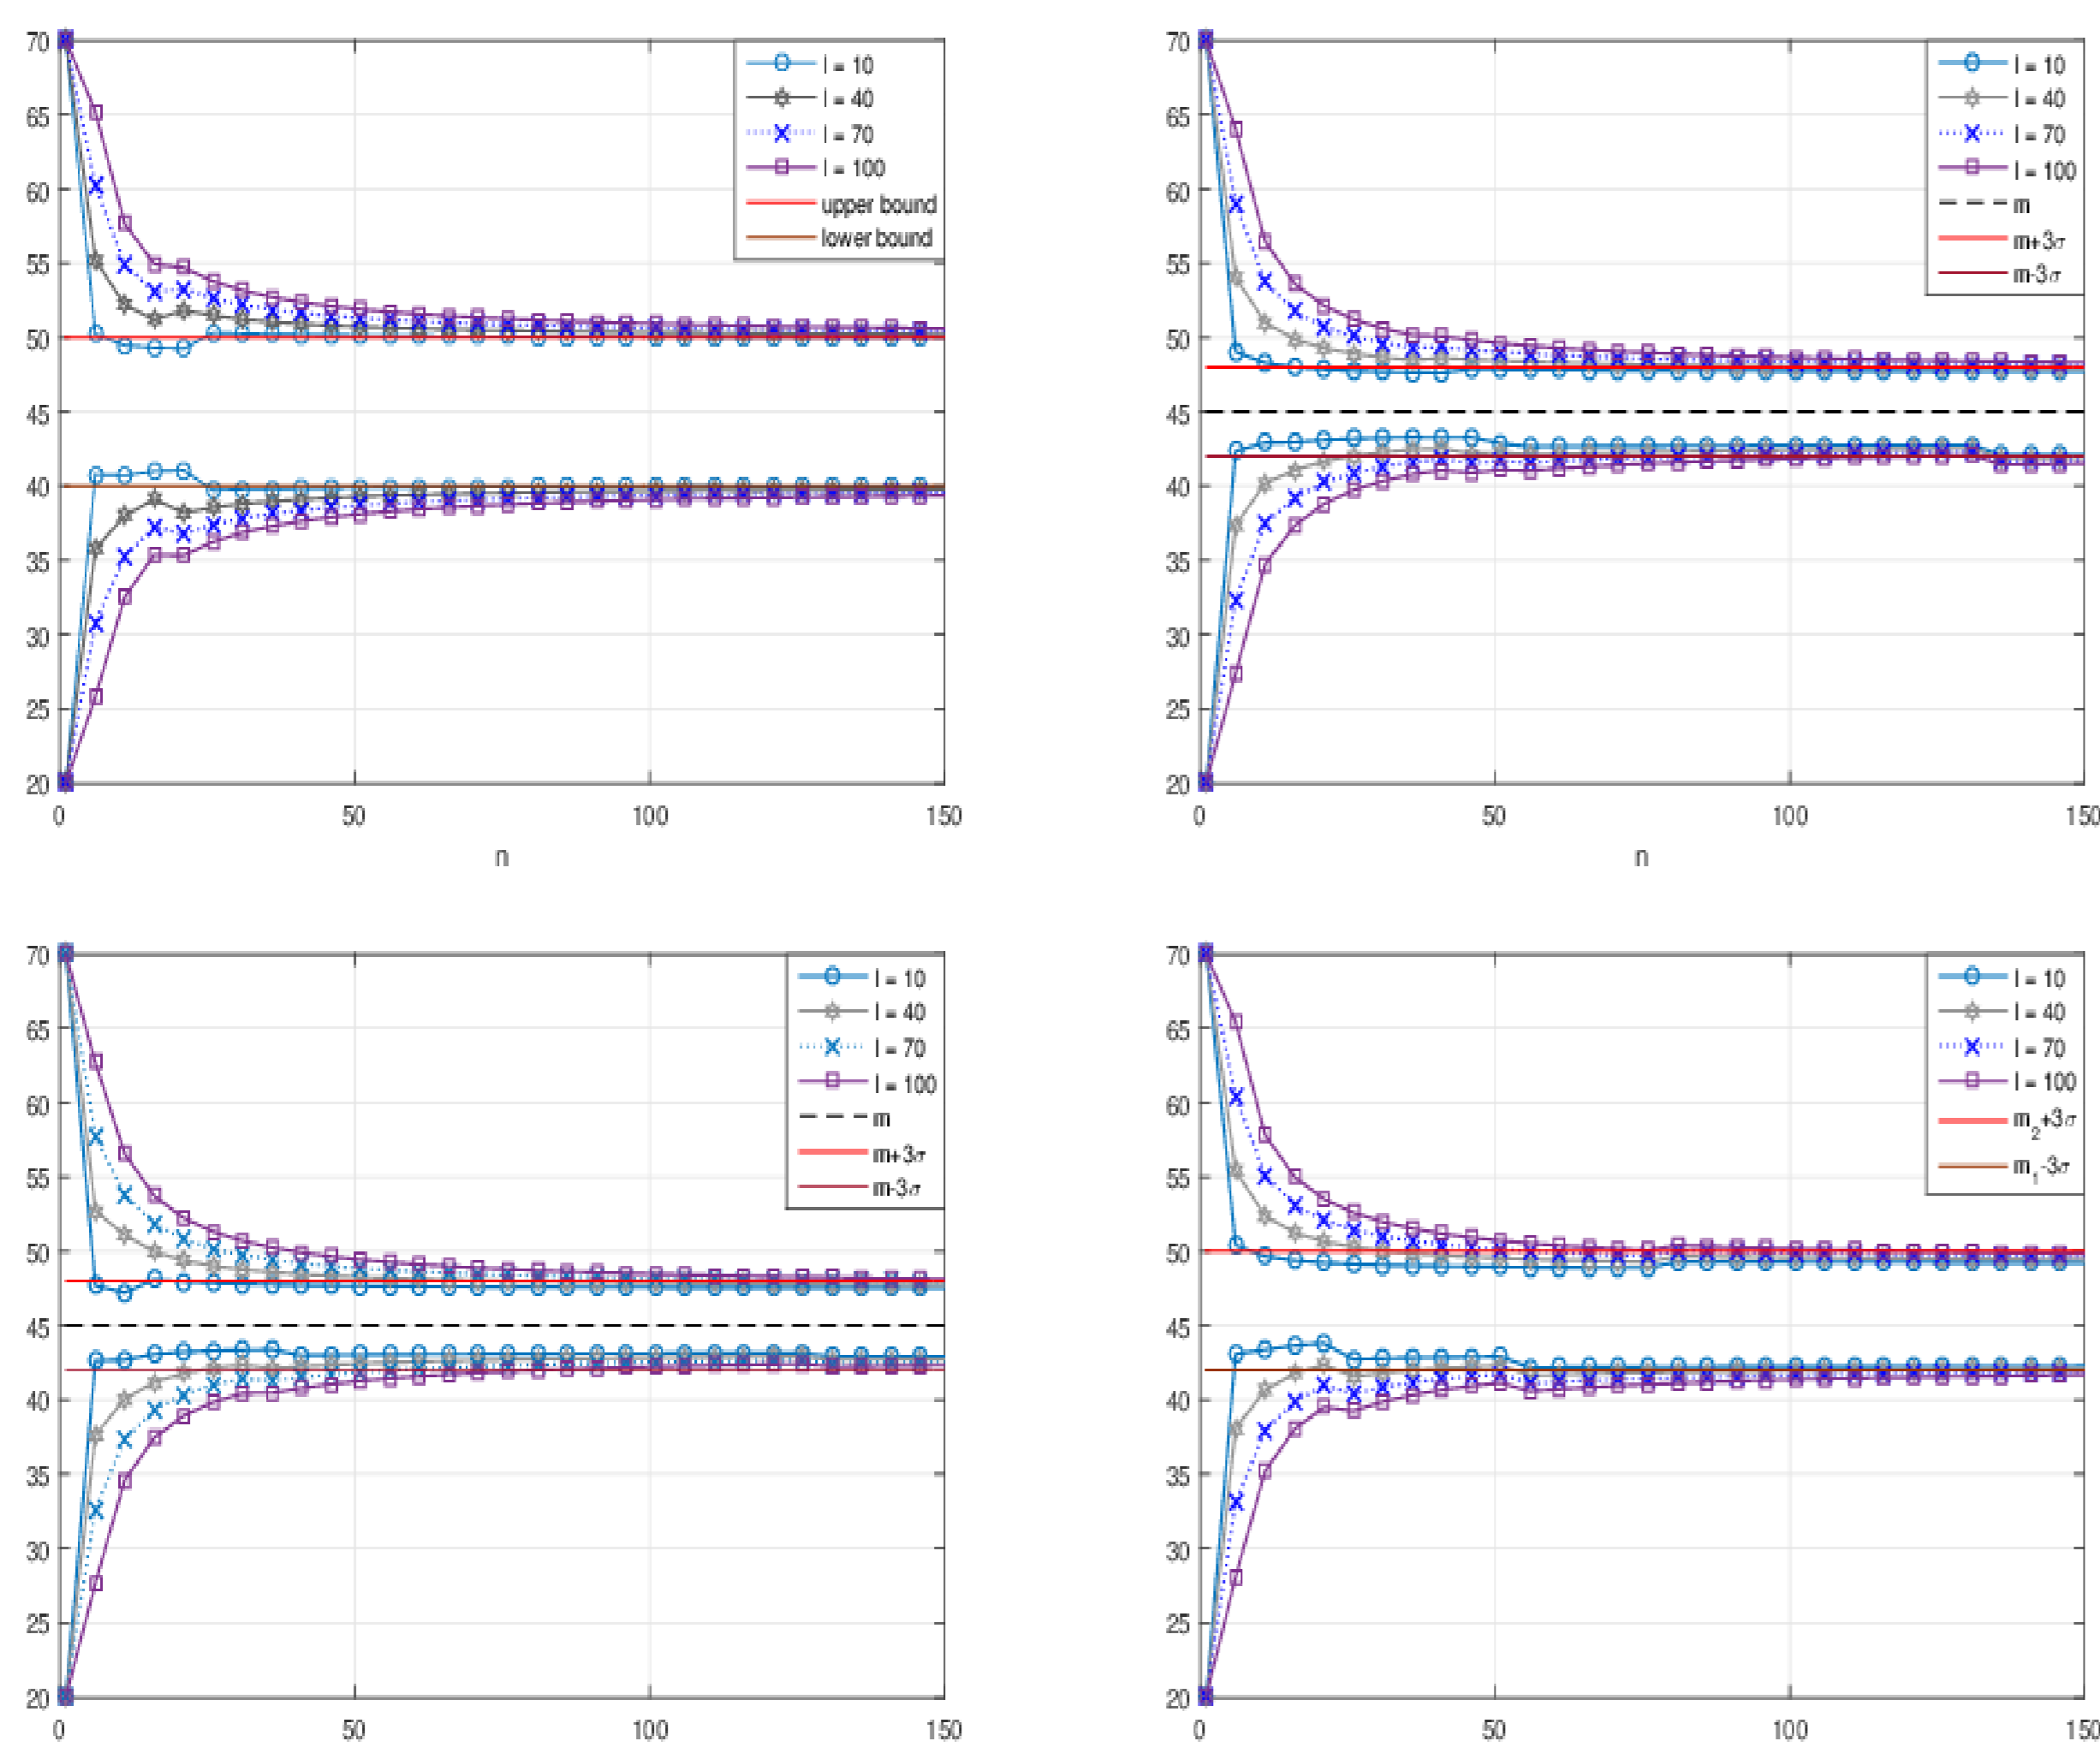 70
65
60
55
50
45
40
35
30
25
20
0
50
100
150
n
l = 10
l = 40
l = 70
l = 100
upper bound
lower bound
70
65
60
55
50
45
40
35
30
25
20
0
50
100
150
n
l = 10
l = 40
l = 70
l = 100
m
m+3σ
m-3σ
70
65
60
55
50
45
40
35
30
25
20
0
50
100
150
l = 10
l = 40
l = 70
l = 100
m
m+3σ
m-3σ
70
65
60
55
50
45
40
35
30
25
20
0
50
100
150
l = 10
l = 40
l = 70
l = 100
m₂+3σ
m₁-3σ